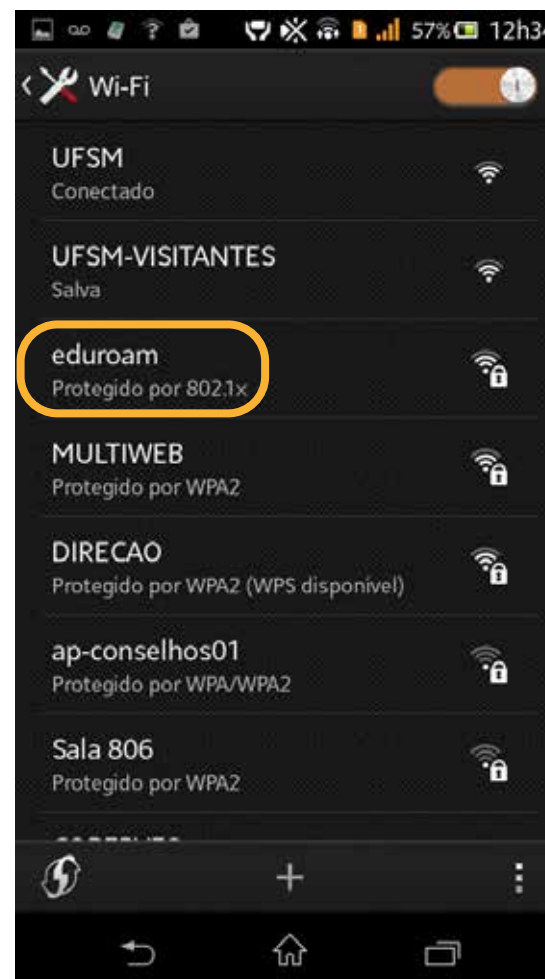 57% 12h34
Wi-Fi
UFSM
Conectado
UFSM-VISITANTES
Salva
eduroam
Protegido por 802.1x
MULTIWEB
Protegido por WPA2
DIRECAO
Protegido por WPA2 (WPS disponível)
ap-conselhos01
Protegido por WPA/WPA2
Sala 806
Protegido por WPA2